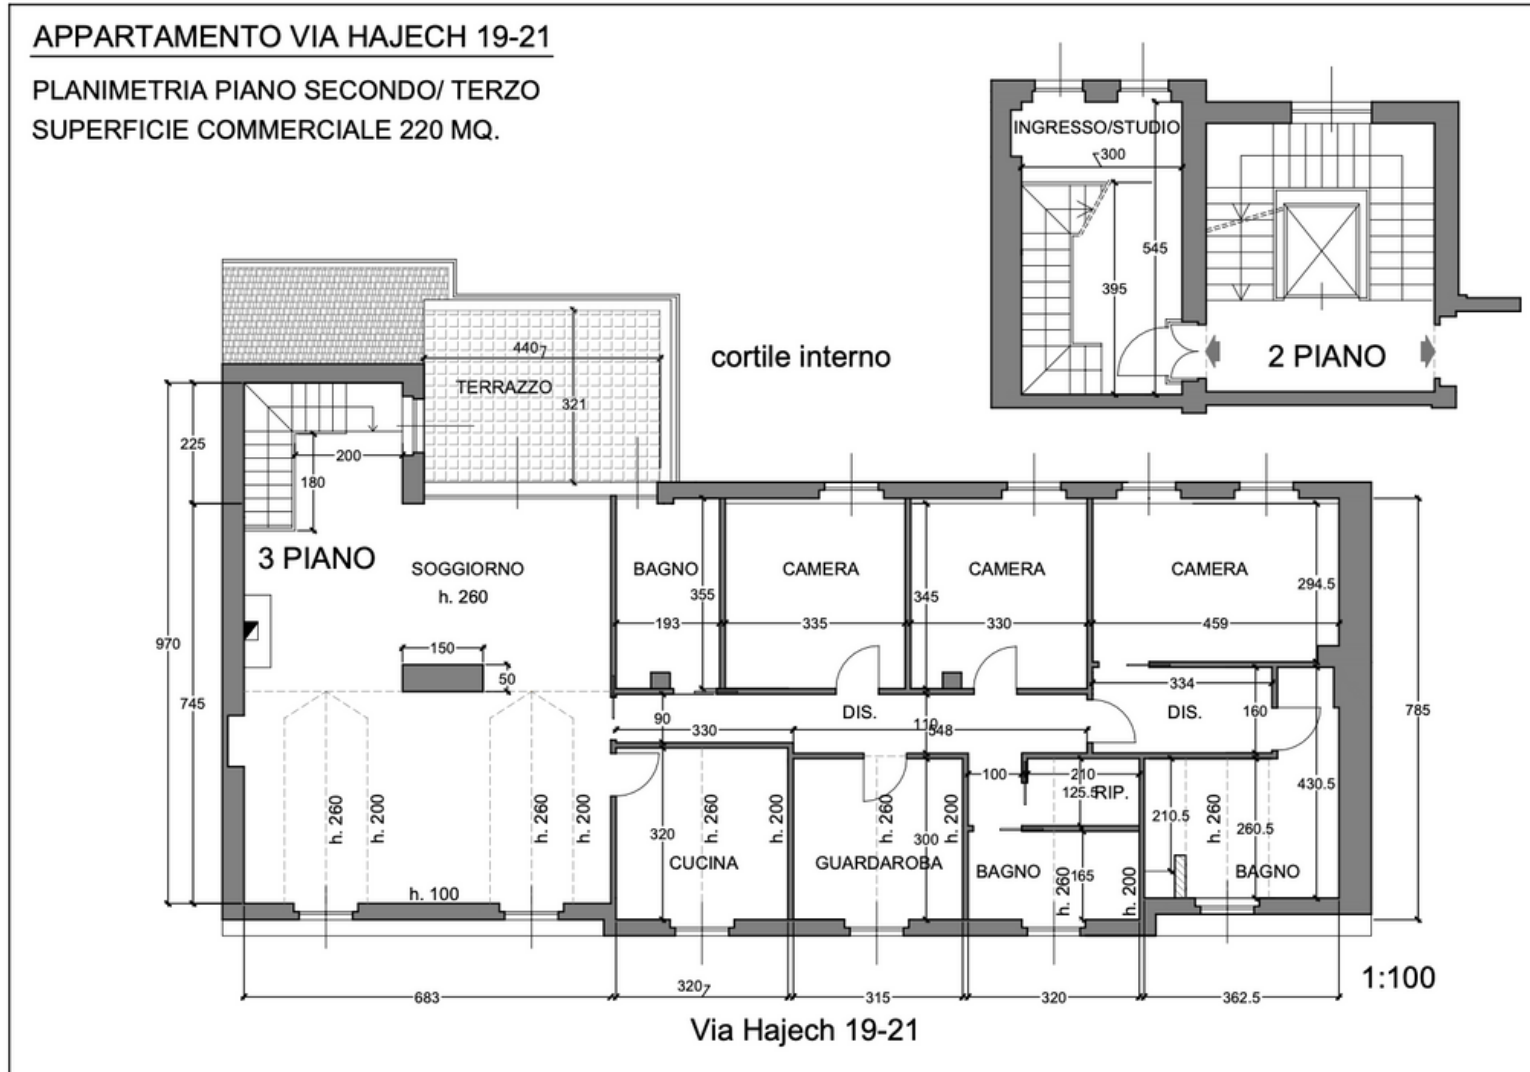 APPARTAMENTO VIA HAJECH 19-21
PLANIMETRIA PIANO SECONDO/ TERZO
SUPERFICIE COMMERCIALE 220 MQ.
INGRESSO/STUDIO
300
545
395
2 PIANO
cortile interno
440
TERRAZZO
321
225
200
180
3 PIANO
SOGGIORNO
h. 260
BAGNO
355
193
CAMERA
335
CAMERA
345
330
CAMERA
294.5
459
970
745
150
50
90
330
DIS.
110
548
334
DIS.
160
785
100
210
125.5
RIP.
210.5
430.5
h. 260
h. 200
h. 260
h. 200
320
h. 260
h. 200
CUCINA
h. 260
h. 200
300
GUARDAROBA
BAGNO
h. 260
165
h. 200
h. 260
260.5
BAGNO
h. 100
683
320
315
320
362.5
1:100
Via Hajech 19-21